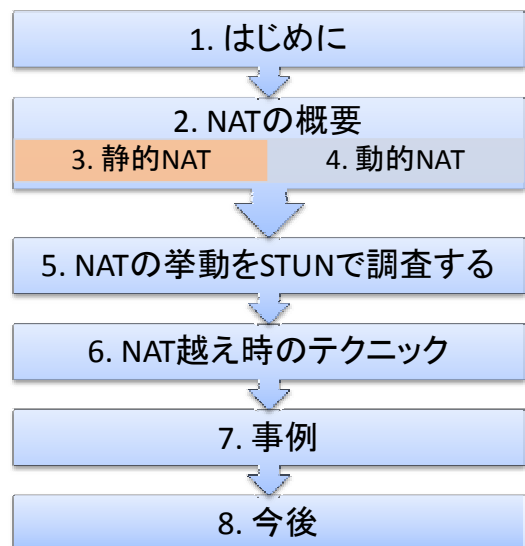 1. はじめに
2. NATの概要
3. 静的NAT 4. 動的NAT
5. NATの挙動をSTUNで調査する
6. NAT越え時のテクニック
7. 事例
8. 今後